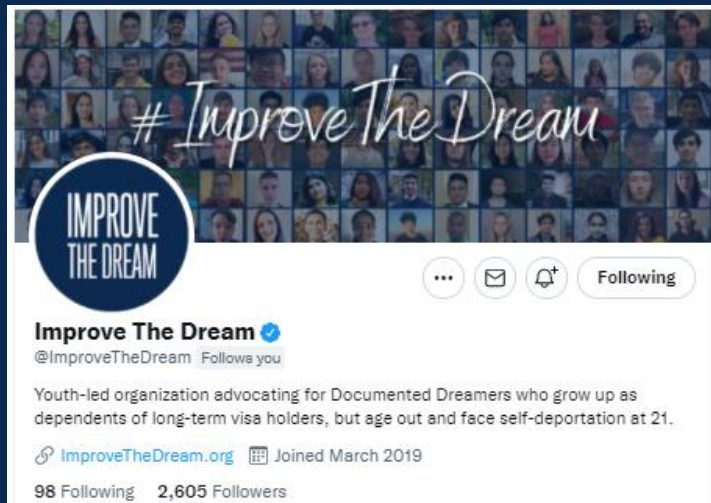 # ImproveTheDream
IMPROVE
THE DREAM
Following
Improve The Dream
@ImproveTheDream Follows you
Youth-led organization advocating for Documented Dreamers who grow up as
dependents of long-term visa holders, but age out and face self-deportation at 21.
ImproveTheDream.org Joined March 2019
98 Following 2,605 Followers